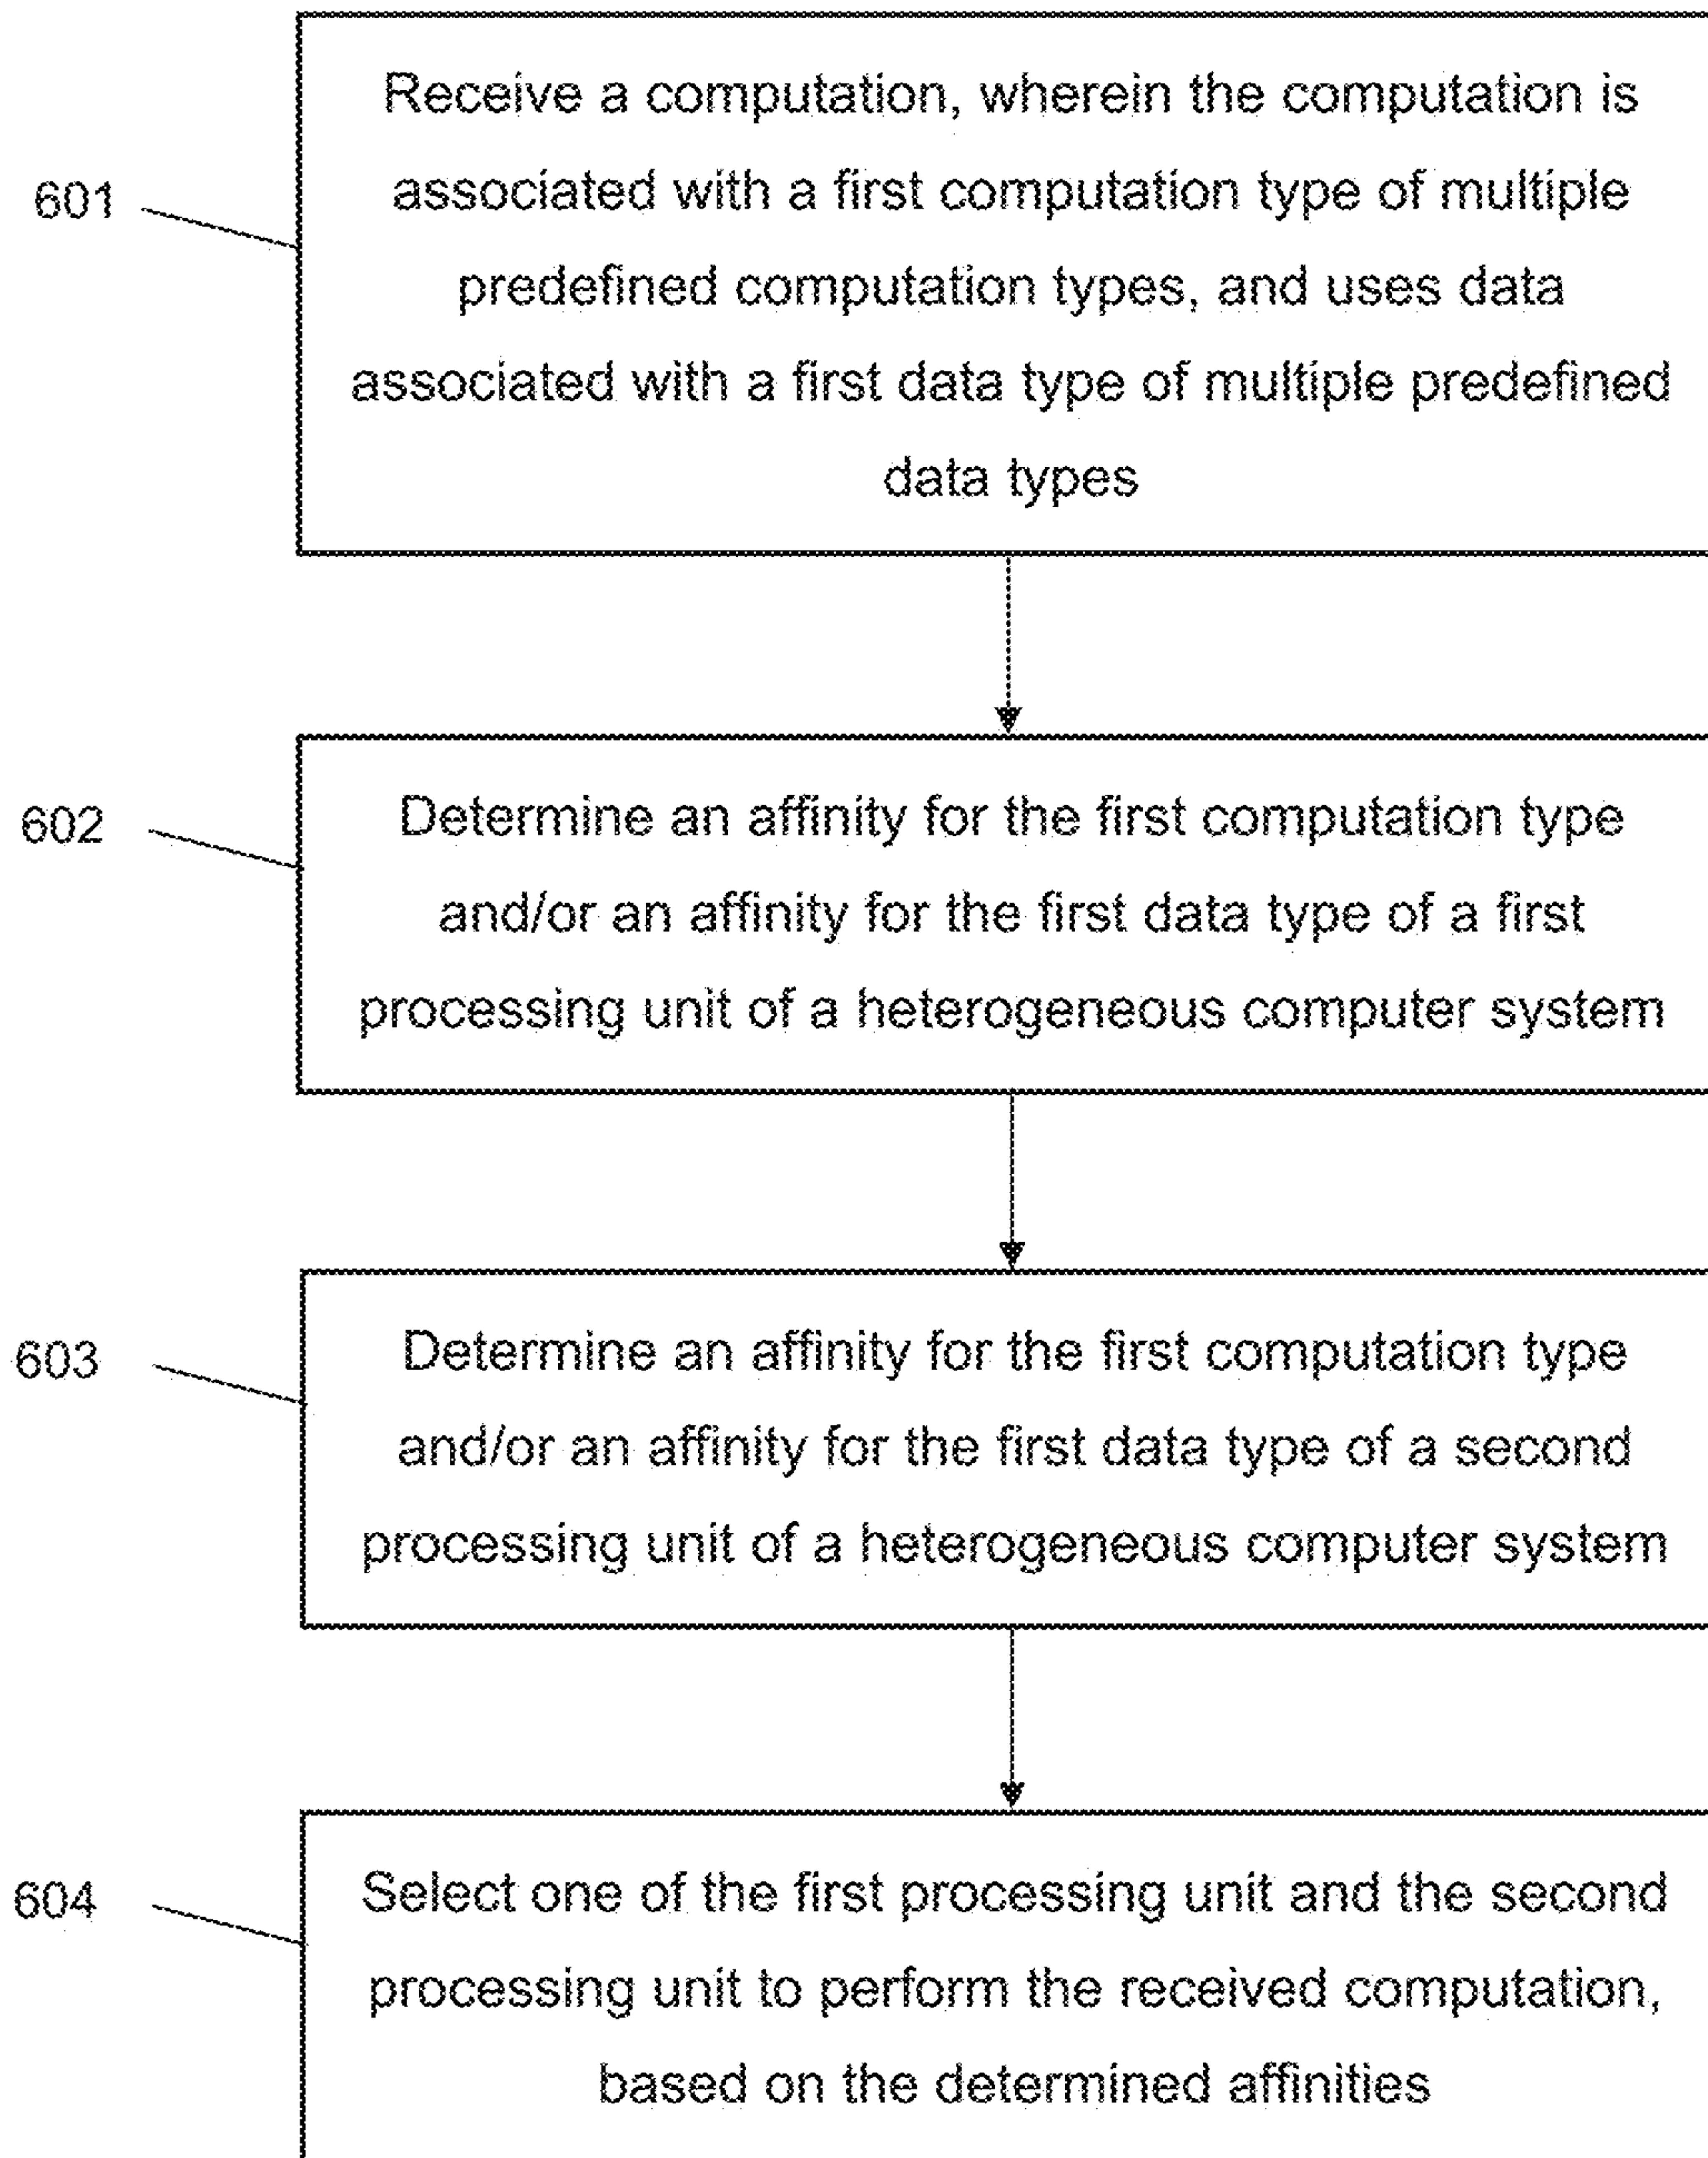 Receive a computation, wherein the computation is
associated with a first computation type of multiple
601
predefined computation types, and uses data
associated with a first data type of multiple predefined
data types
602
Determine an affinity for the first computation type
and/or an affinity for the first data type of a first
processing unit of a heterogeneous computer system
603
Determine an affinity for the first computation type
and/or an affinity for the first data type of a second
processing unit of a heterogeneous computer system
604
Select one of the first processing unit and the second
processing unit to perform the received computation,
based on the determined affinities